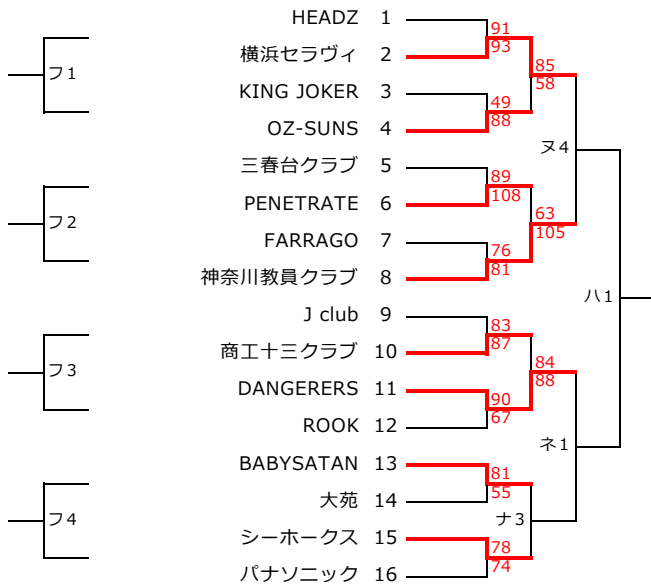 HEADZ 1
横浜セラヴィ 2
KING JOKER 3
OZ-SUNS 4
三春台クラブ 5
PENETRATE 6
FARRAGO 7
神奈川教員クラブ 8
J club 9
商工十三クラブ 10
DANGERERS 11
ROOK 12
BABYSATAN 13
大苑 14
シーホークス 15
パナソニック 16
フ1
フ2
フ3
フ4
91
93
49
88
89
108
76
81
83
87
90
67
81
55
78
74
85
58
63
105
84
88
ナ3
ヌ4
ネ1
ハ1